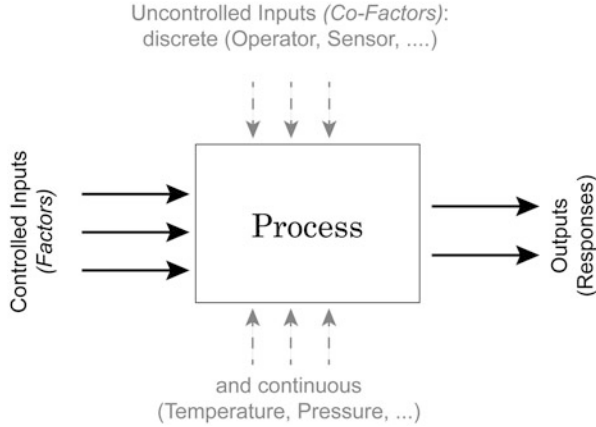 Uncontrolled Inputs (Co-Factors):
discrete (Operator, Sensor, ....)
Controlled Inputs
(Factors)
Process
Outputs
(Responses)
and continuous
(Temperature, Pressure, ...)